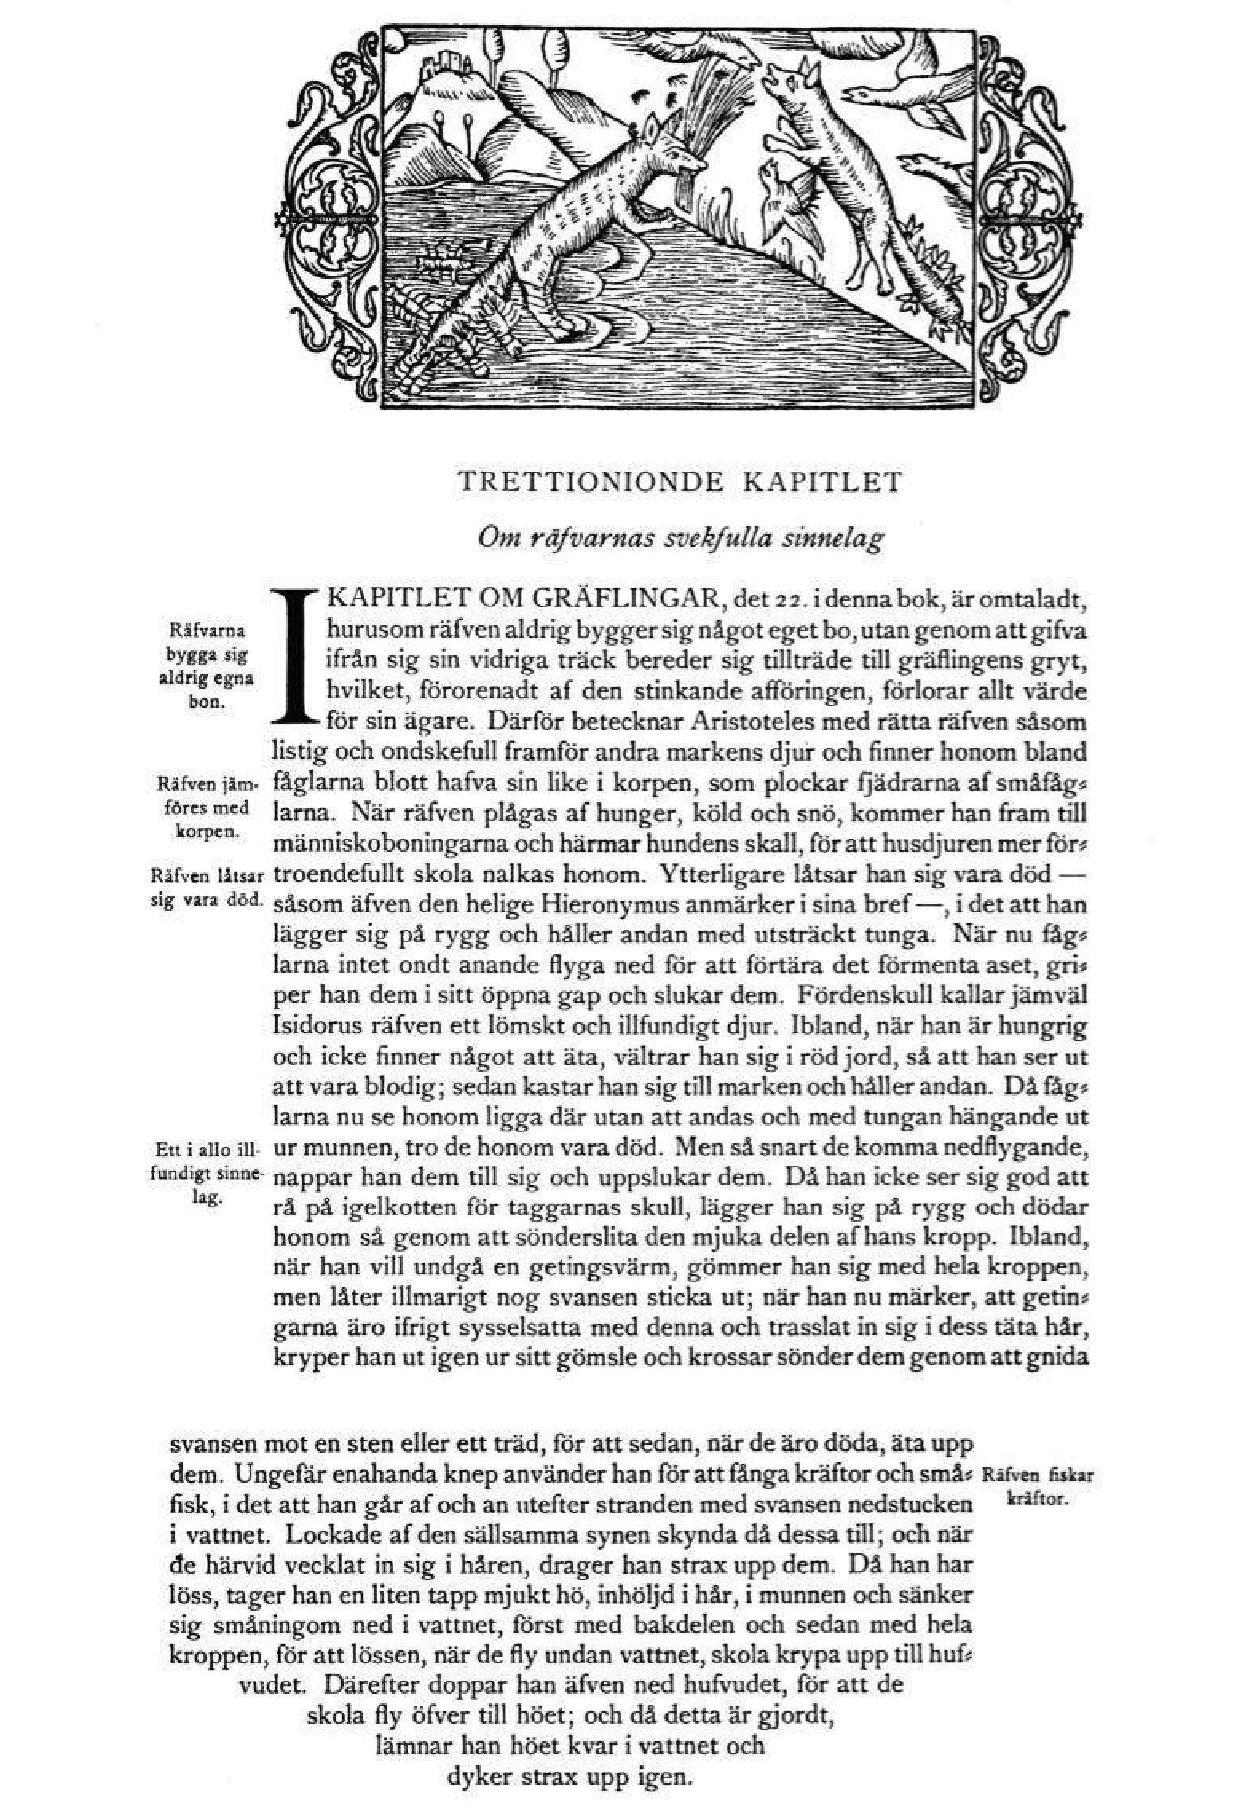 TRETTIONIONDE KAPITLET
Om räfvarnas svekfulla sinnelag
Räfvarna
bygga sig
aldrig egna
bon.
I KAPITLET OM GRÄFLINGAR, det 22. i denna bok, är omtaladt,
hurusom räfven aldrig bygger sig något eget bo, utan genom att gifva
ifrån sig sin vidriga träck bereder sig tillträde till gräflingens gryt,
hvilket, förorenadt af den stinkande afföringen, förlorar allt värde
för sin ägare. Därför betecknar Aristoteles med rätta räfven såsom
listig och ondskefull framför andra markens djur och finner honom bland
Räfven jäm-
föres med
korpen.
fåglarna blott hafva sin like i korpen, som plockar fjädrarna af småfåg-
larna. När räfven plågas af hunger, köld och snö, kommer han fram till
människoboningarna och härmar hundens skall, för att husdjuren mer för-
Räfven låtsar
sig vara död.
troendefullt skola nalkas honom. Ytterligare låtsar han sig vara död —
såsom äfven den helige Hieronymus anmärker i sina bref —, i det att han
lägger sig på rygg och håller andan med utsträckt tunga. När nu fåg-
larna intet ondt anande flyga ned för att förtära det förmenta aset, gri-
per han dem i sitt öppna gap och slukar dem. Fördenskull kallar jämväl
Isidorus räfven ett lömskt och illfundigt djur. Ibland, när han är hungrig
och icke finner något att äta, vältrar han sig i röd jord, så att han ser ut
att vara blodig; sedan kastar han sig till marken och håller andan. Då fåg-
larna nu se honom ligga där utan att andas och med tungan hängande ut
Ett i allo ill-
fundigt sinne-
lag.
ur munnen, tro de honom vara död. Men så snart de komma nedflygande,
nappar han dem till sig och uppslukar dem. Då han icke ser sig god att
rå på igelkotten för taggarnas skull, lägger han sig på rygg och dödar
honom så genom att sönderslita den mjuka delen af hans kropp. Ibland,
när han vill undgå en getingsvärm, gömmer han sig med hela kroppen,
men låter illmarigt nog svansen sticka ut; när han nu märker, att getin-
garna äro ifrigt sysselsatta med denna och trasslat in sig i dess täta hår,
kryper han ut igen ur sitt gömsle och krossar sönder dem genom att gnida
svansen mot en sten eller ett träd, för att sedan, när de äro döda, äta upp
dem. Ungefär enahanda knep använder han för att fånga kräftor och små-
Räfven fiskar
kräftor.
fisk, i det att han går af och an utefter stranden med svansen nedstucken
i vattnet. Lockade af den sällsamma synen skynda då dessa till; och när
de härvid vecklat in sig i håren, drager han strax upp dem. Då han har
löss, tager han en liten tapp mjukt hö, inhöljd i hår, i munnen och sänker
sig småningom ned i vattnet, först med bakdelen och sedan med hela
kroppen, för att lössen, när de fly undan vattnet, skola krypa upp till huf-
vudet. Därefter doppar han äfven ned hufvudet, för att de
skola fly öfver till höet; och då detta är gjordt,
lämnar han höet kvar i vattnet och
dyker strax upp igen.